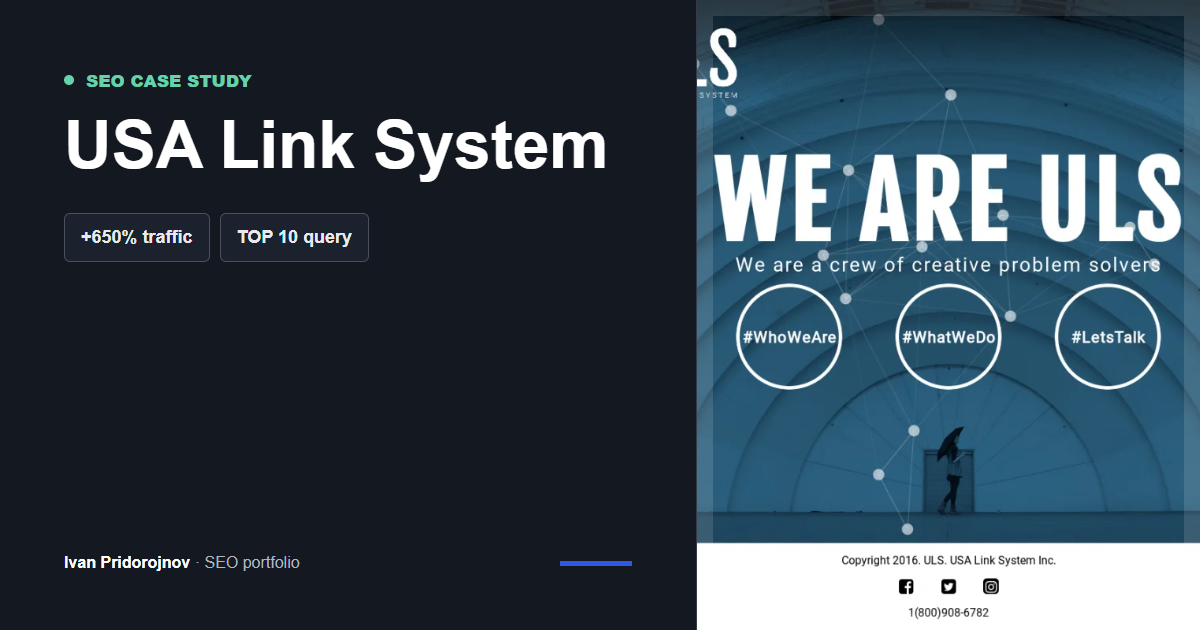 SEO CASE STUDY
USA Link System
+650% traffic
TOP 10 query
Ivan Pridorojnov · SEO portfolio
LS
SYSTEM
WE ARE ULS
We are a crew of creative problem solvers
#WhoWeAre
#WhatWeDo
#LetsTalk
Copyright 2016. ULS. USA Link System Inc.
1(800)908-6782